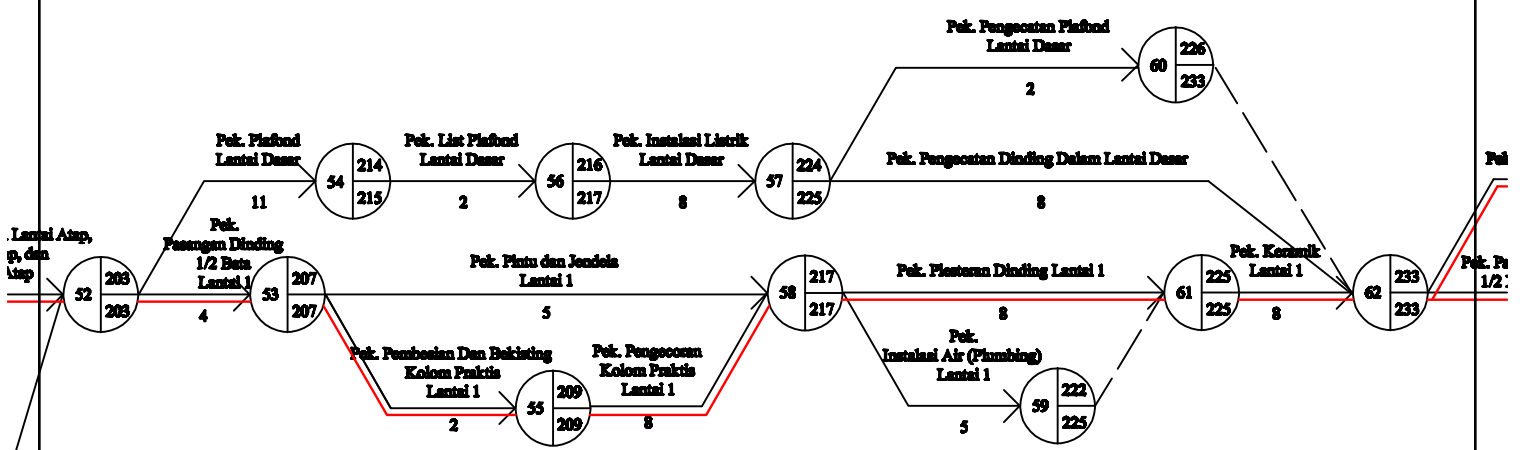 Pek. Pengecatan Plafond
Lantai Dasar
2
60
226
233
Pek. Plafond
Lantai Dasar
11
54
214
215
Pek. List Plafond
Lantai Dasar
2
56
216
217
Pek. Instalasi Listrik
Lantai Dasar
8
57
224
225
Pek. Pengecatan Dinding Dalam Lantai Dasar
8
Lantai Atap,
dan
52
203
203
Pek.
Pasangan Dinding
1/2 Bata
Lantai 1
4
53
207
207
Pek. Pintu dan Jendela
Lantai 1
5
58
217
217
Pek. Plesteran Dinding Lantai 1
8
61
225
225
Pek. Keramik
Lantai 1
8
62
233
233
1/2
Pek. Pembesian Dan Bekisting
Kolom Praktis
Lantai 1
2
55
209
209
Pek. Pengecoran
Kolom Praktis
Lantai 1
8
Pek.
Instalasi Air (Plumbing)
Lantai 1
5
59
222
225